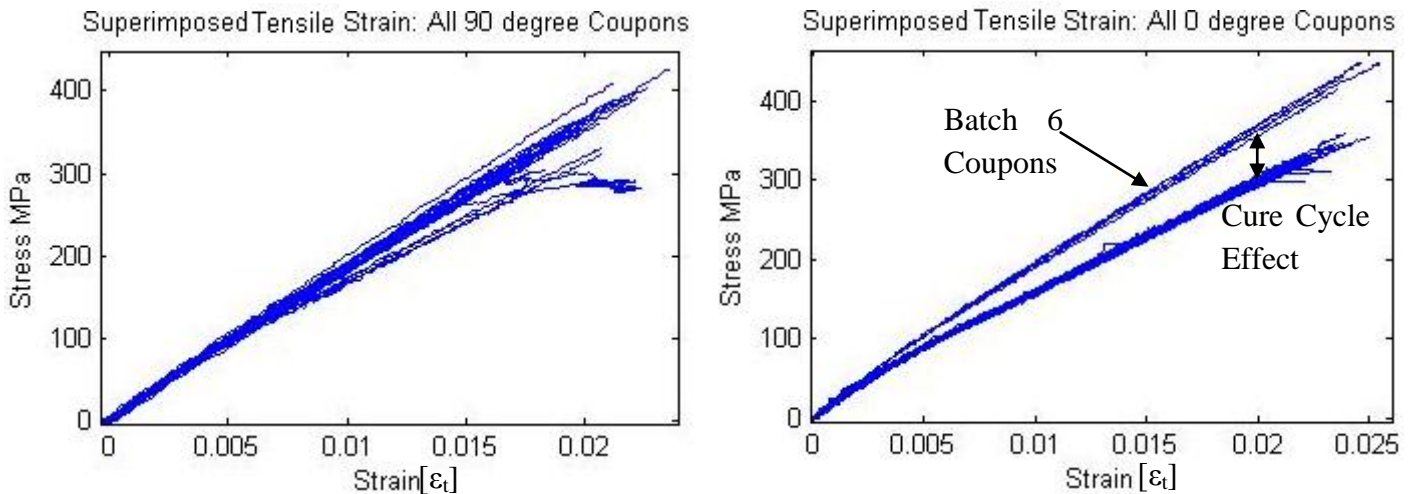 Superimposed Tensile Strain: All 90 degree Coupons
400
300
200
100
0
Stress MPa
0
0.005
0.01
0.015
0.02
Strain[εt]
Superimposed Tensile Strain: All 0 degree Coupons
400
300
200
100
0
Stress MPa
Batch 6
Coupons
Cure Cycle
Effect
0
0.005
0.01
0.015
0.02
0.025
Strain [εt]